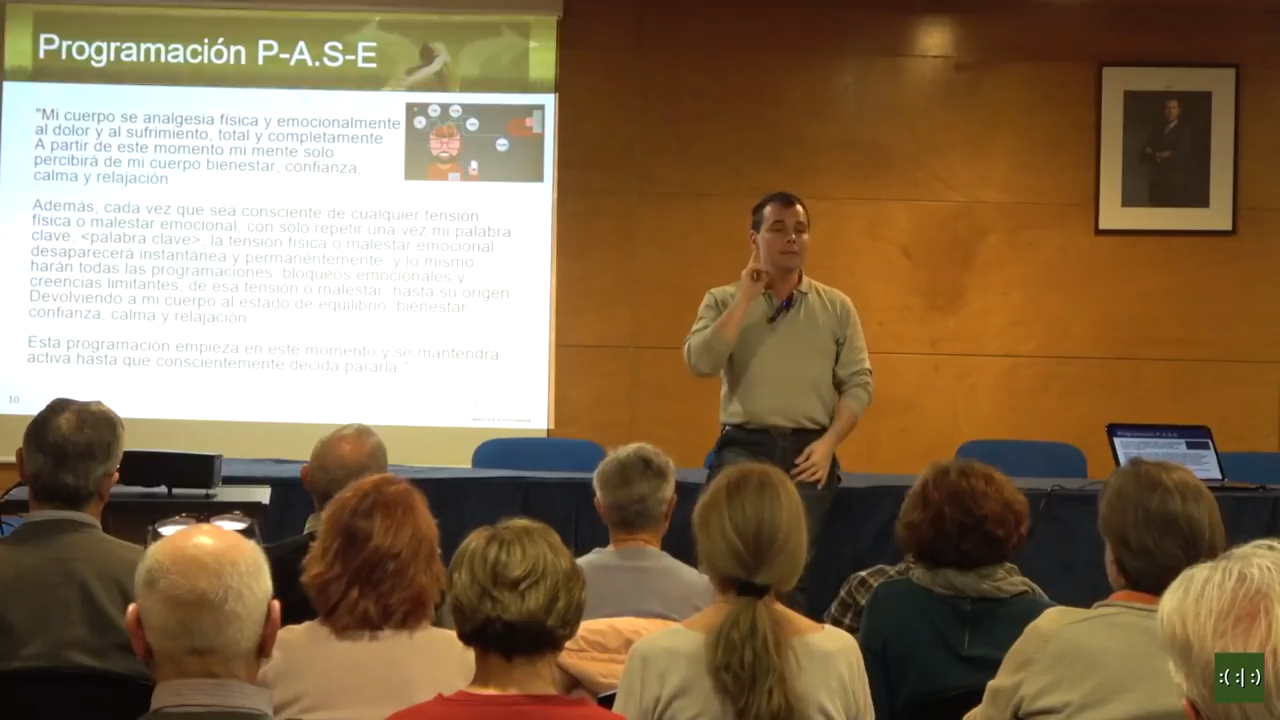 Programación P-A.S-E
"Mi cuerpo se analgesia física y emocionalmente
al dolor y al sufrimiento, total y completamente
A partir de este momento mi mente solo
percibirá de mi cuerpo bienestar, confianza,
calma y relajación
Además, cada vez que sea consciente de cualquier tensión
física o malestar emocional, con solo repetir una vez mi palabra
clave, <palabra clave>, la tensión física o malestar emocional
desaparecerá instantánea y permanentemente, y lo mismo
harán todas las programaciones, bloqueos emocionales y
creencias limitantes, de esa tensión o malestar, hasta su origen
Devolviendo a mi cuerpo al estado de equilibrio, bienestar
confianza, calma y relajación
Esta programación empieza en este momento y se mantendrá
activa hasta que conscientemente decida pararla."
10
Programación P-A.S-E
:( :| :)